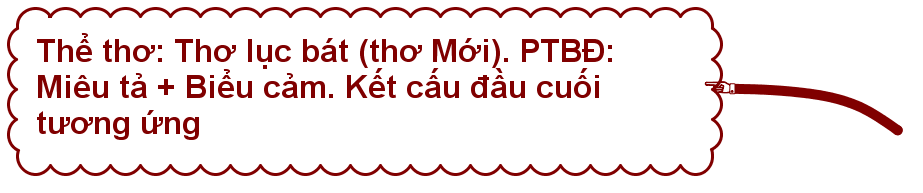 Thể thơ: Thơ lục bát (thơ Mới). PTBĐ:
Miêu tả + Biểu cảm. Kết cấu đầu cuối
tương ứng